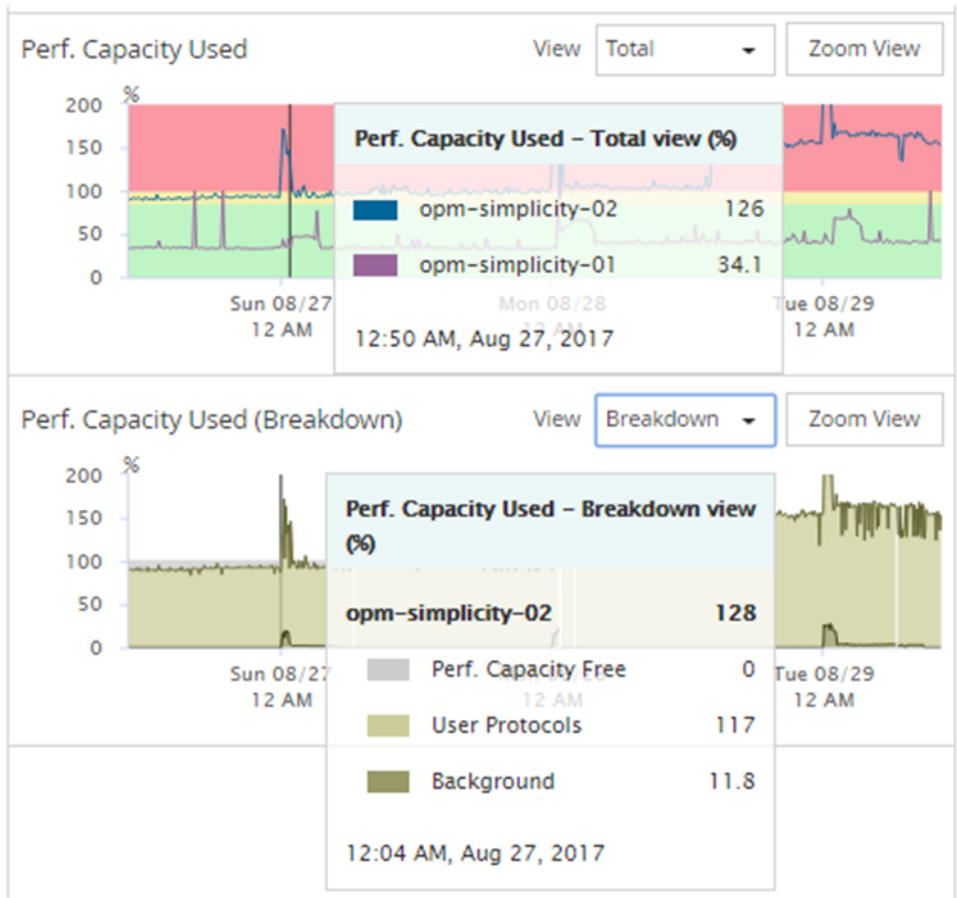 Perf. Capacity Used View Total Zoom View
%
200
150
100
50
0
Perf. Capacity Used – Total view (%)
opm-simplicity-02 126
opm-simplicity-01 34.1
12:50 AM, Aug 27, 2017
Sun 08/27 Mon 08/28 Tue 08/29
12 AM 12 AM 12 AM
Perf. Capacity Used (Breakdown) View Breakdown Zoom View
%
200
150
100
50
0
Perf. Capacity Used – Breakdown view
(%)
opm-simplicity-02 128
Perf. Capacity Free 0
User Protocols 117
Background 11.8
12:04 AM, Aug 27, 2017
Sun 08/27 Tue 08/29
12 AM 12 AM 12 AM